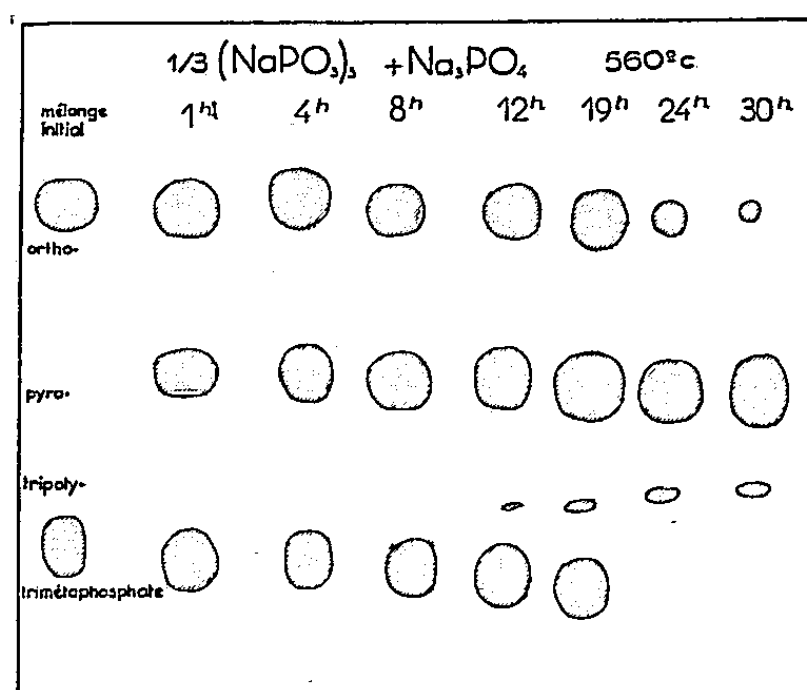 1/3 (NaPO₃)₃ + Na₃PO₄ 560°c
mélange initial 1h 4h 8h 12h 19h 24h 30h
ortho-
pyro-
tripoly-
trimétaphosphate